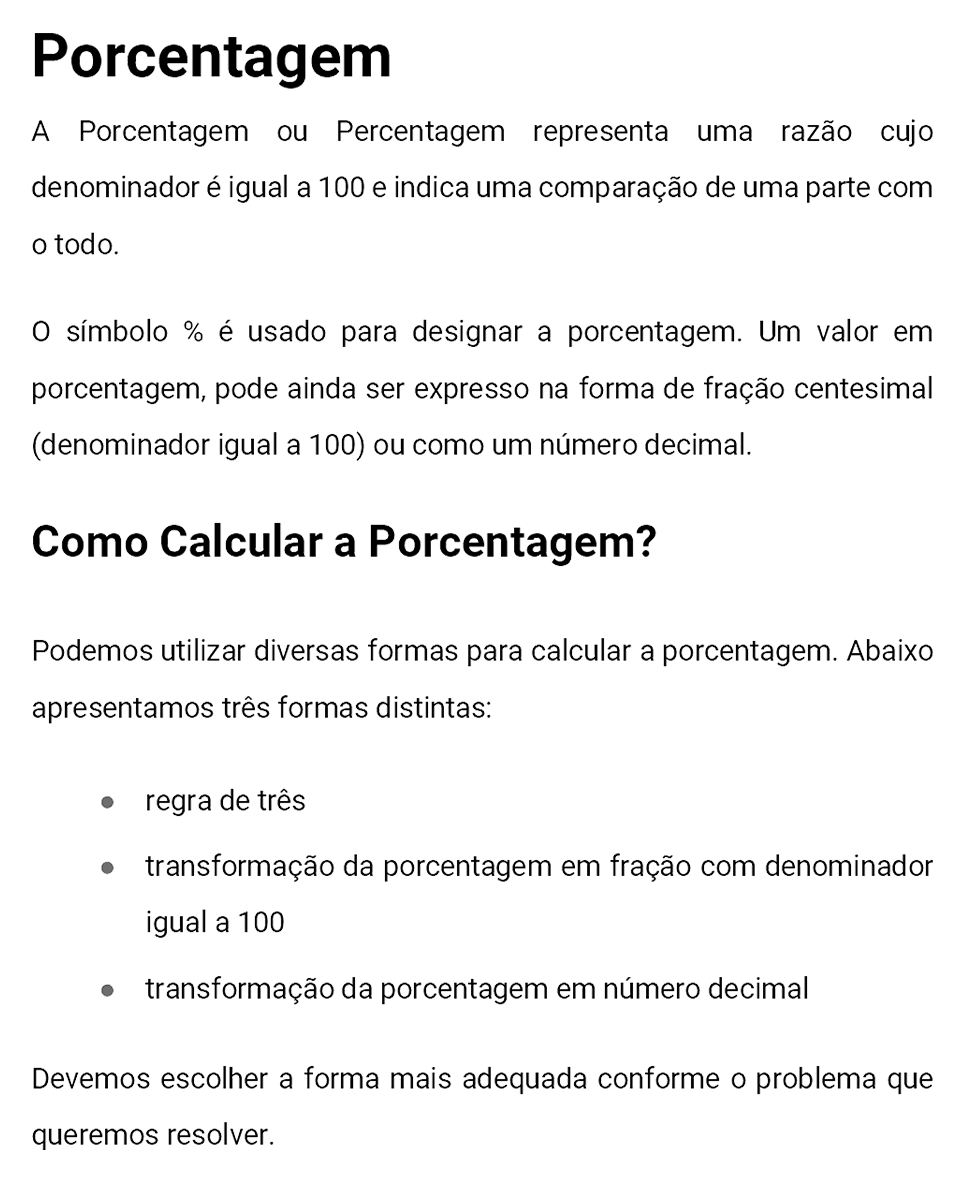 Porcentagem
A Porcentagem ou Percentagem representa uma razão cujo
denominador é igual a 100 e indica uma comparação de uma parte com
o todo.
O símbolo % é usado para designar a porcentagem. Um valor em
porcentagem, pode ainda ser expresso na forma de fração centesimal
(denominador igual a 100) ou como um número decimal.
Como Calcular a Porcentagem?
Podemos utilizar diversas formas para calcular a porcentagem. Abaixo
apresentamos três formas distintas:
● regra de três
● transformação da porcentagem em fração com denominador
igual a 100
● transformação da porcentagem em número decimal
Devemos escolher a forma mais adequada conforme o problema que
queremos resolver.